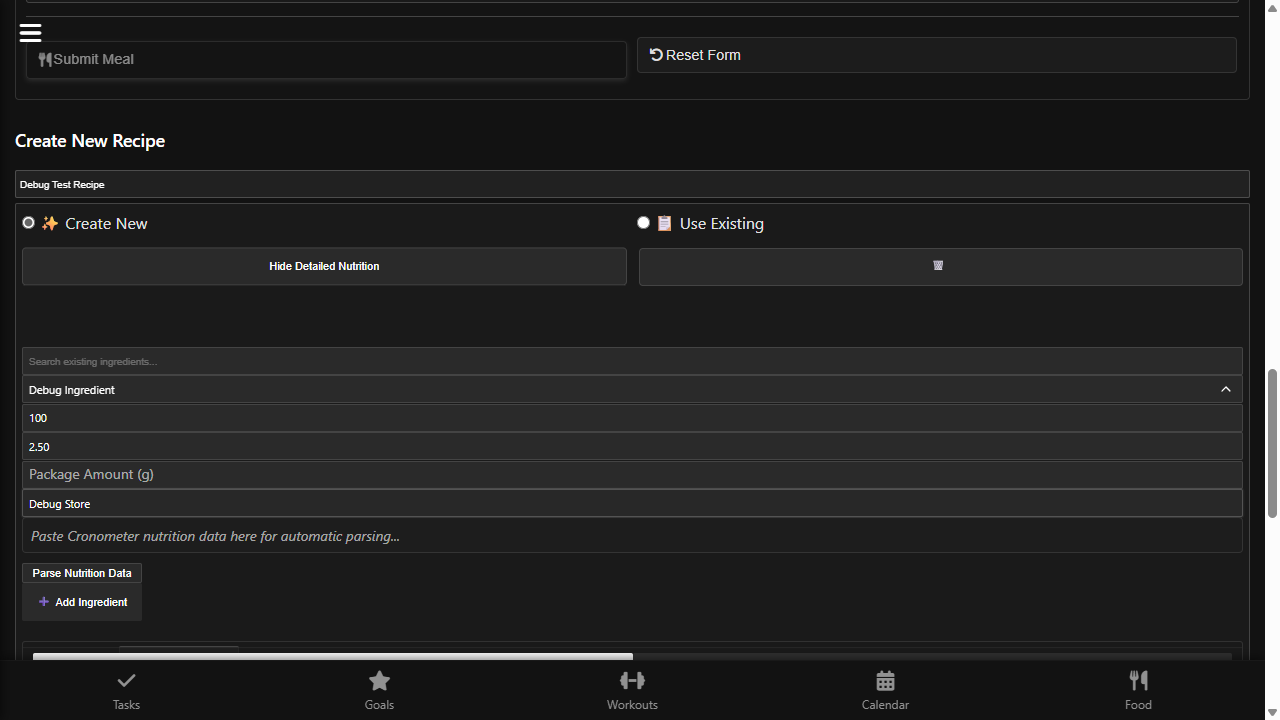 Submit Meal
Reset Form
Create New Recipe
Debug Test Recipe
Create New
Use Existing
Hide Detailed Nutrition
Search existing ingredients...
Debug Ingredient
100
2.50
Package Amount (g)
Debug Store
Paste Cronometer nutrition data here for automatic parsing...
Parse Nutrition Data
+ Add Ingredient
Tasks
Goals
Workouts
Calendar
Food